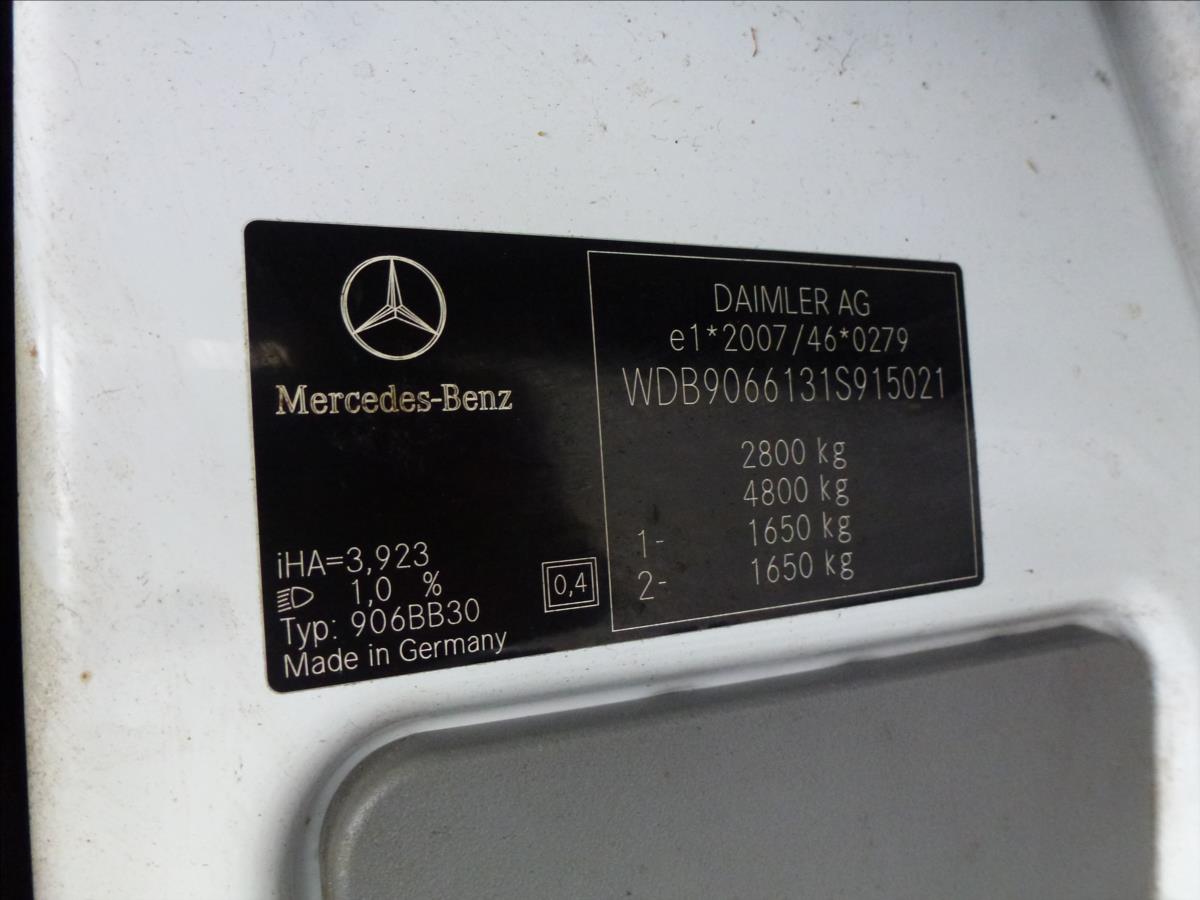 Mercedes-Benz
iHA=3,923
1,0 %
Typ: 906BB30
Made in Germany
0,4
DAIMLER AG
e1*2007/46*0279
WDB9066131S915021
2800 kg
4800 kg
1- 1650 kg
2- 1650 kg